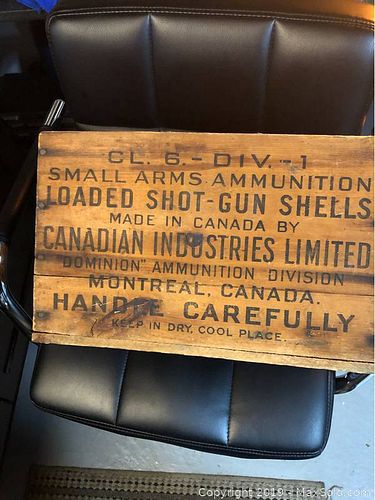 CL. 6.-DIV.-1
SMALL ARMS AMMUNITION
LOADED SHOT-GUN SHELLS
MADE IN CANADA BY
CANADIAN INDUSTRIES LIMITED
"DOMINION" AMMUNITION DIVISION
MONTREAL, CANADA.
HANDLE CAREFULLY
KEEP IN DRY, COOL PLACE.
Copyright 2019 - MaxSold.com